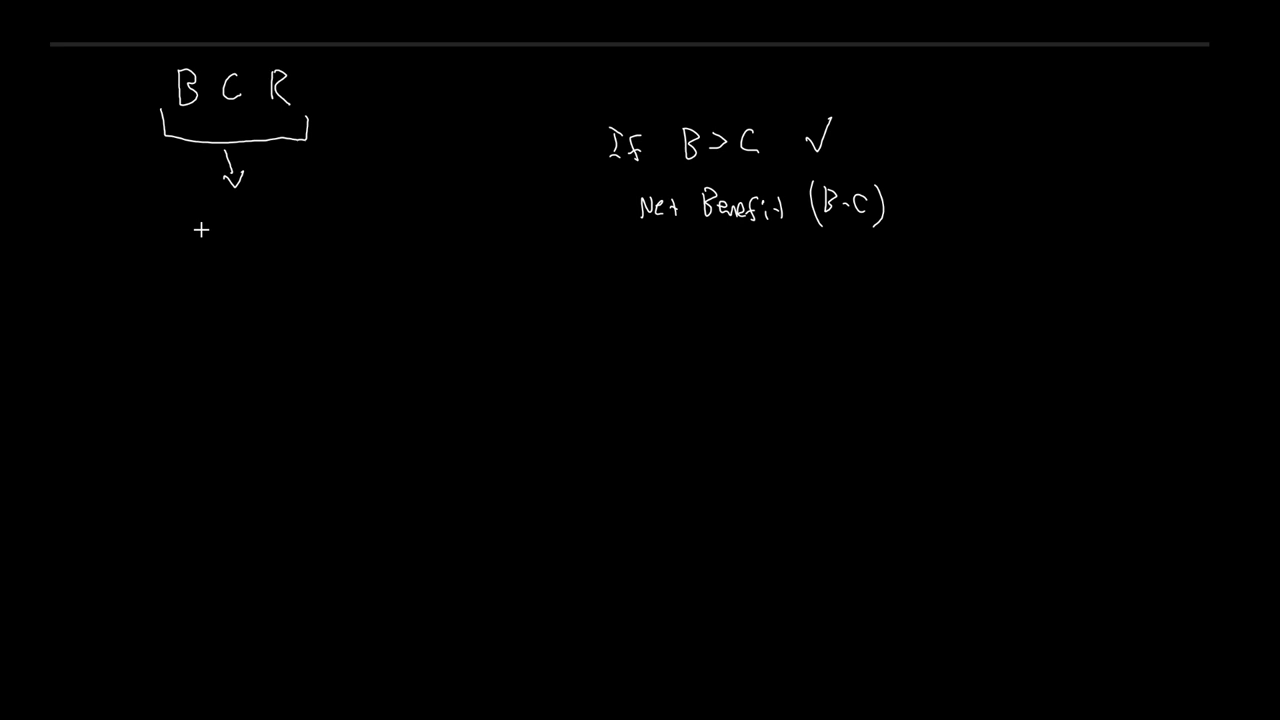 B C R
If B > C ✓
Net Benefit (B-C)
+